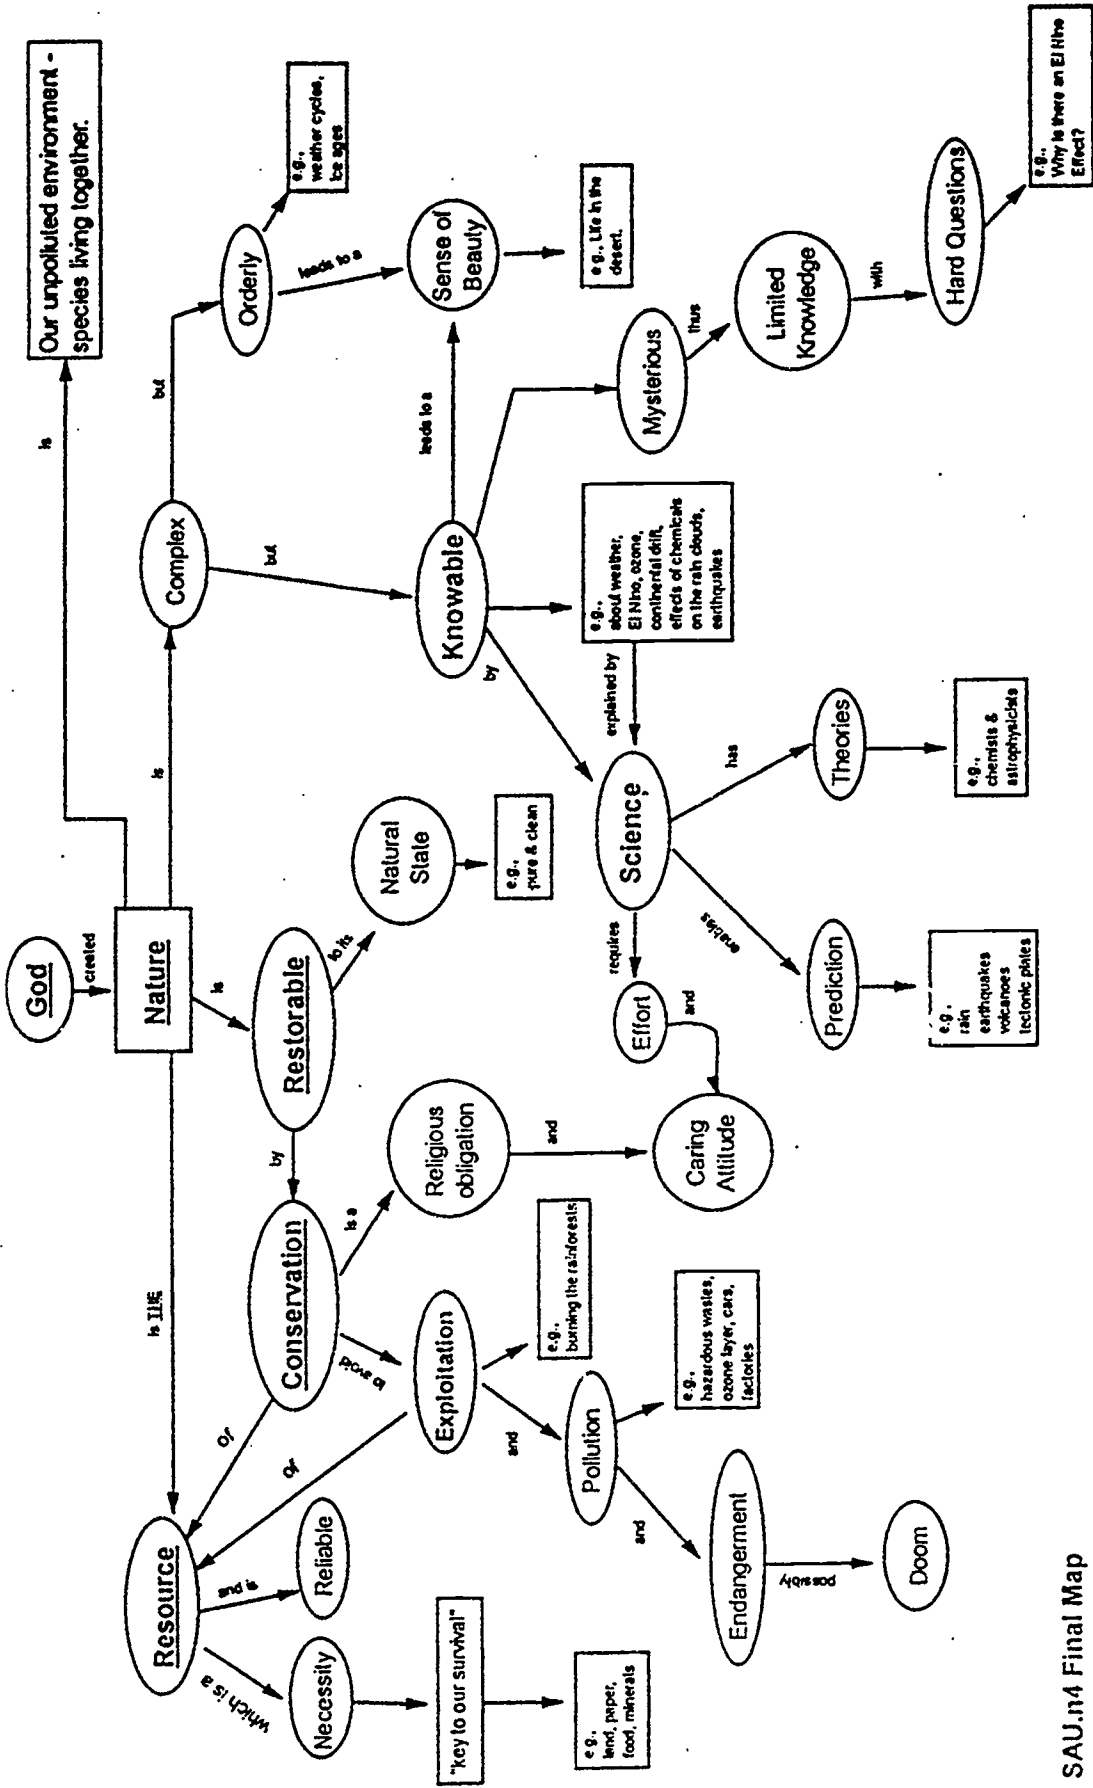 God
created
Nature
is
Our unpolluted environment -
species living together.
is
Complex
but
Orderly
e.g.,
weather cycles,
ice ages
leads to a
Sense of
Beauty
e.g., Life in the
desert.
but
Knowable
leads to a
Mysterious
thus
Limited
Knowledge
with
Hard Questions
e.g.,
Why is there an El Nine
Effect?
e.g.,
about weather,
El Nino, ozone,
continental drift,
effects of chemicals
on the rain clouds,
earthquakes
by
explained by
Science
has
Theories
e.g.,
chemists &
astrophysicists
enables
Prediction
e.g.,
rain
earthquakes
volcanoes
tectonic plates
requires
Effort
and
Caring
Attitude
is
Restorable
to its
Natural
State
e.g.,
pure & clean
by
Conservation
is a
Religious
obligation
and
to avoid
Exploitation
e.g.,
burning the rainforests
and
Pollution
e.g.,
hazardous wastes,
ozone layer, cars,
factories
and
Endangerment
possibly
Doom
of
of
is THE
Resource
and is
Reliable
which is a
Necessity
"key to our survival"
e.g.,
land, paper,
food, minerals
SAU.n4 Final Map